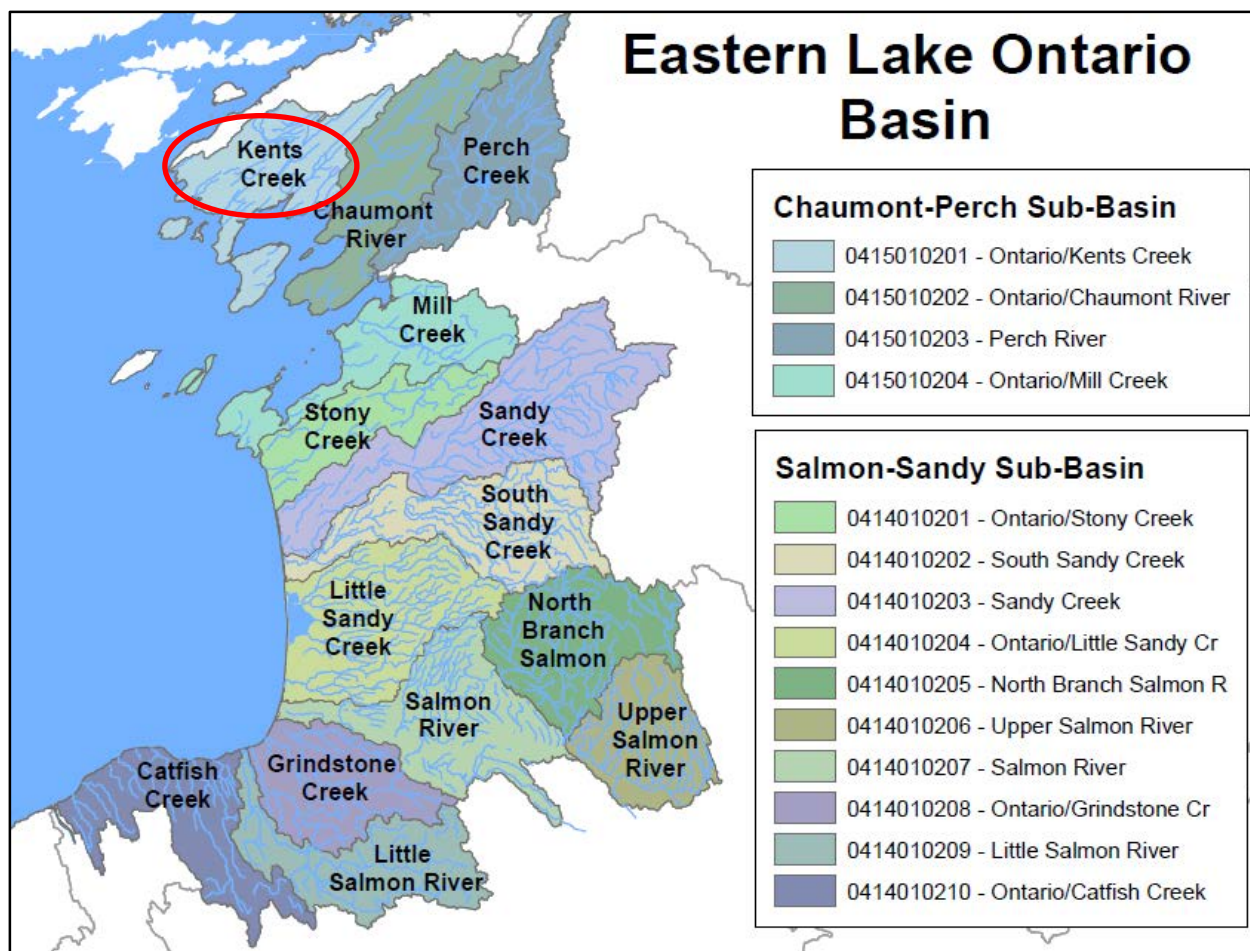 Eastern Lake Ontario
Basin
Kents
Creek
Perch
Creek
Chaumont
River
Mill
Creek
Stony
Creek
Sandy
Creek
South
Sandy
Creek
Little
Sandy
Creek
North
Branch
Salmon
Salmon
River
Upper
Salmon
River
Catfish
Creek
Grindstone
Creek
Little
Salmon River
Chaumont-Perch Sub-Basin
0415010201 - Ontario/Kents Creek
0415010202 - Ontario/Chaumont River
0415010203 - Perch River
0415010204 - Ontario/Mill Creek
Salmon-Sandy Sub-Basin
0414010201 - Ontario/Stony Creek
0414010202 - South Sandy Creek
0414010203 - Sandy Creek
0414010204 - Ontario/Little Sandy Cr
0414010205 - North Branch Salmon R
0414010206 - Upper Salmon River
0414010207 - Salmon River
0414010208 - Ontario/Grindstone Cr
0414010209 - Little Salmon River
0414010210 - Ontario/Catfish Creek